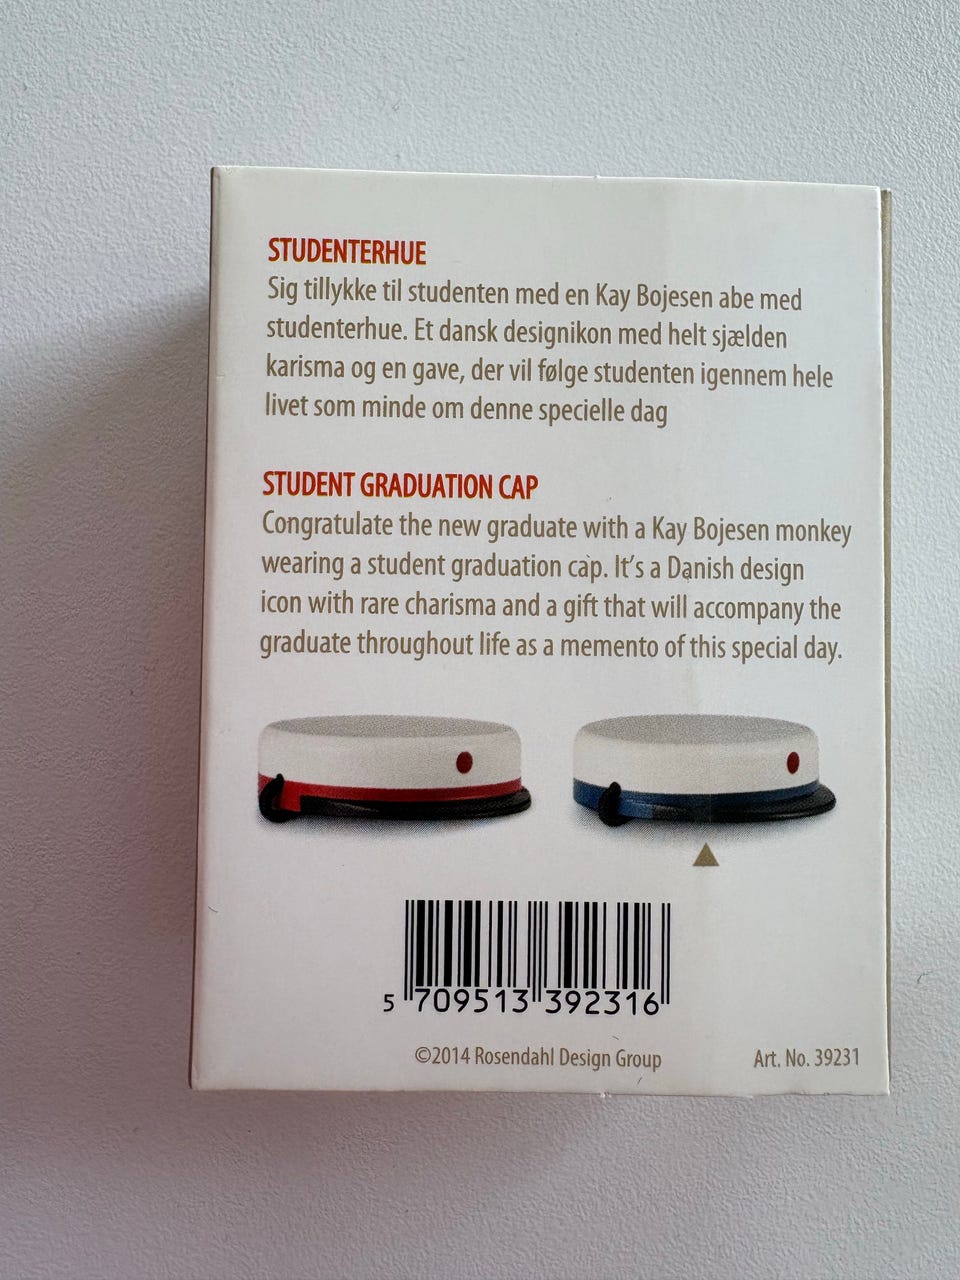 STUDENTERHUE
Sig tillykke til studenten med en Kay Bojesen abe med
studenterhue. Et dansk designikon med helt sjælden
karisma og en gave, der vil følge studenten igennem hele
livet som minde om denne specielle dag
STUDENT GRADUATION CAP
Congratulate the new graduate with a Kay Bojesen monkey
wearing a student graduation cap. It's a Danish design
icon with rare charisma and a gift that will accompany the
graduate throughout life as a memento of this special day.
5 709513 392316
©2014 Rosendahl Design Group
Art. No. 39231